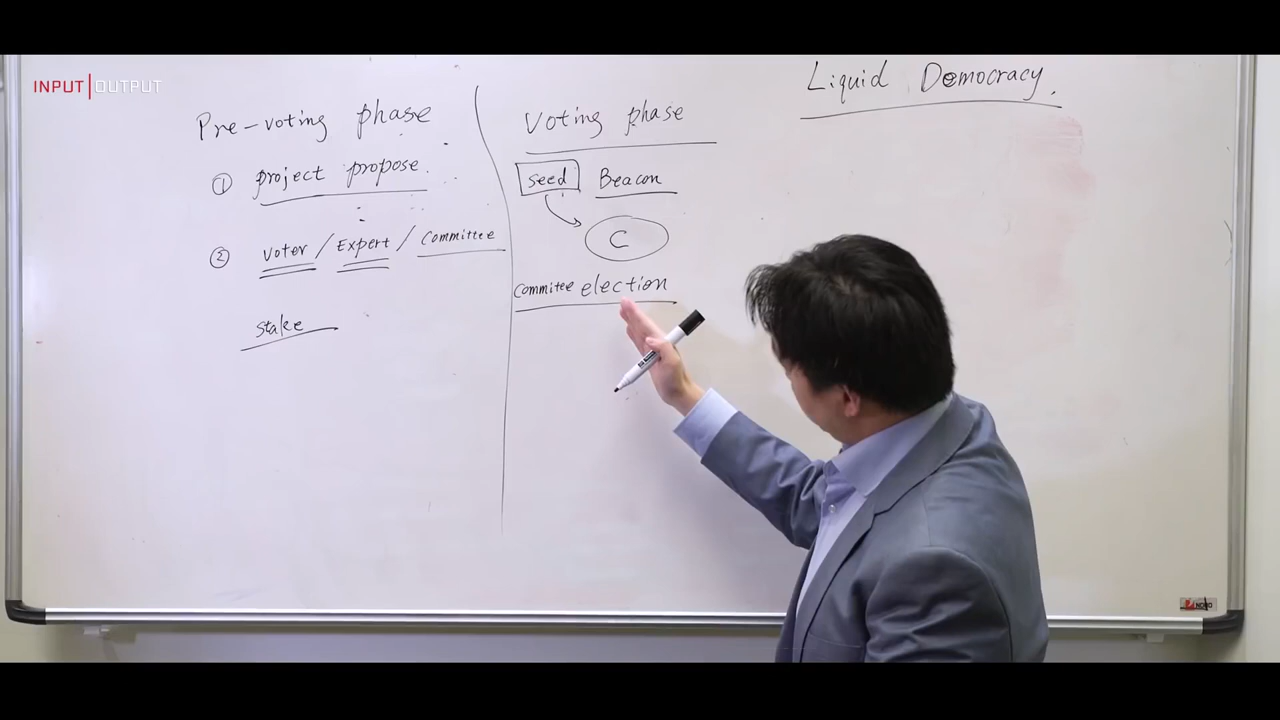 INPUT|OUTPUT
Liquid Democracy.
Pre-voting phase
① project propose.
② voter / Expert / Committee
stake
Voting phase
seed Beacon
C
Commitee election
NOBO